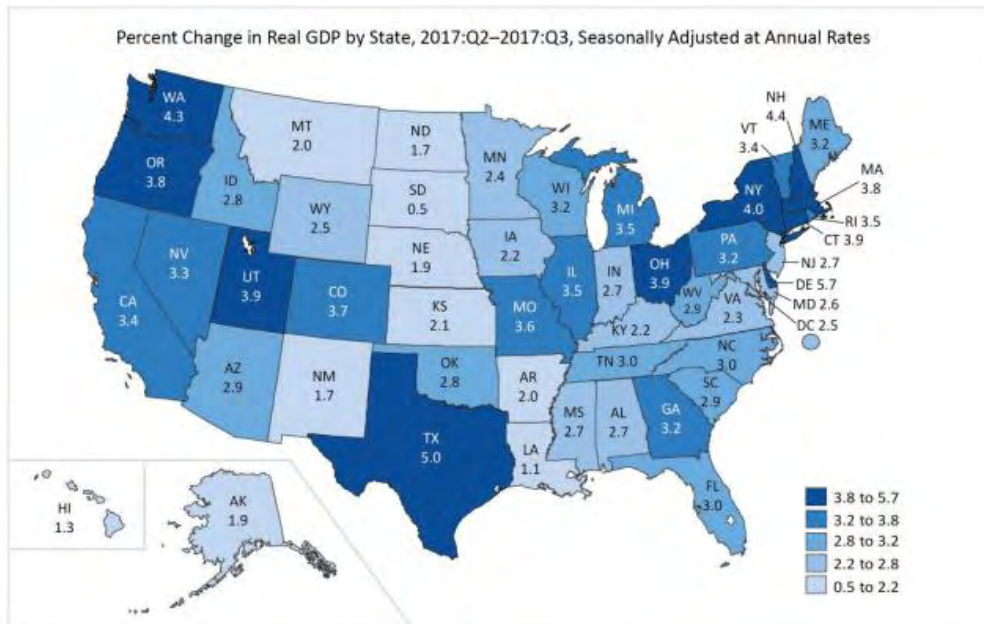 Percent Change in Real GDP by State, 2017:Q2–2017:Q3, Seasonally Adjusted at Annual Rates
WA
4.3
MT
2.0
ND
1.7
MN
2.4
NH
4.4
VT
3.4
ME
3.2
OR
3.8
ID
2.8
WY
2.5
SD
0.5
WI
3.2
MI
3.5
NY
4.0
MA
3.8
RI 3.5
CT 3.9
NV
3.3
UT
3.9
CO
3.7
NE
1.9
IA
2.2
IL
3.5
IN
2.7
OH
3.9
PA
3.2
NJ 2.7
DE 5.7
MD 2.6
DC 2.5
CA
3.4
KS
2.1
MO
3.6
KY 2.2
WV
2.9
VA
2.3
AZ
2.9
NM
1.7
OK
2.8
AR
2.0
TN 3.0
NC
3.0
SC
2.9
TX
5.0
LA
1.1
MS
2.7
AL
2.7
GA
3.2
FL
3.0
HI
1.3
AK
1.9
3.8 to 5.7
3.2 to 3.8
2.8 to 3.2
2.2 to 2.8
0.5 to 2.2